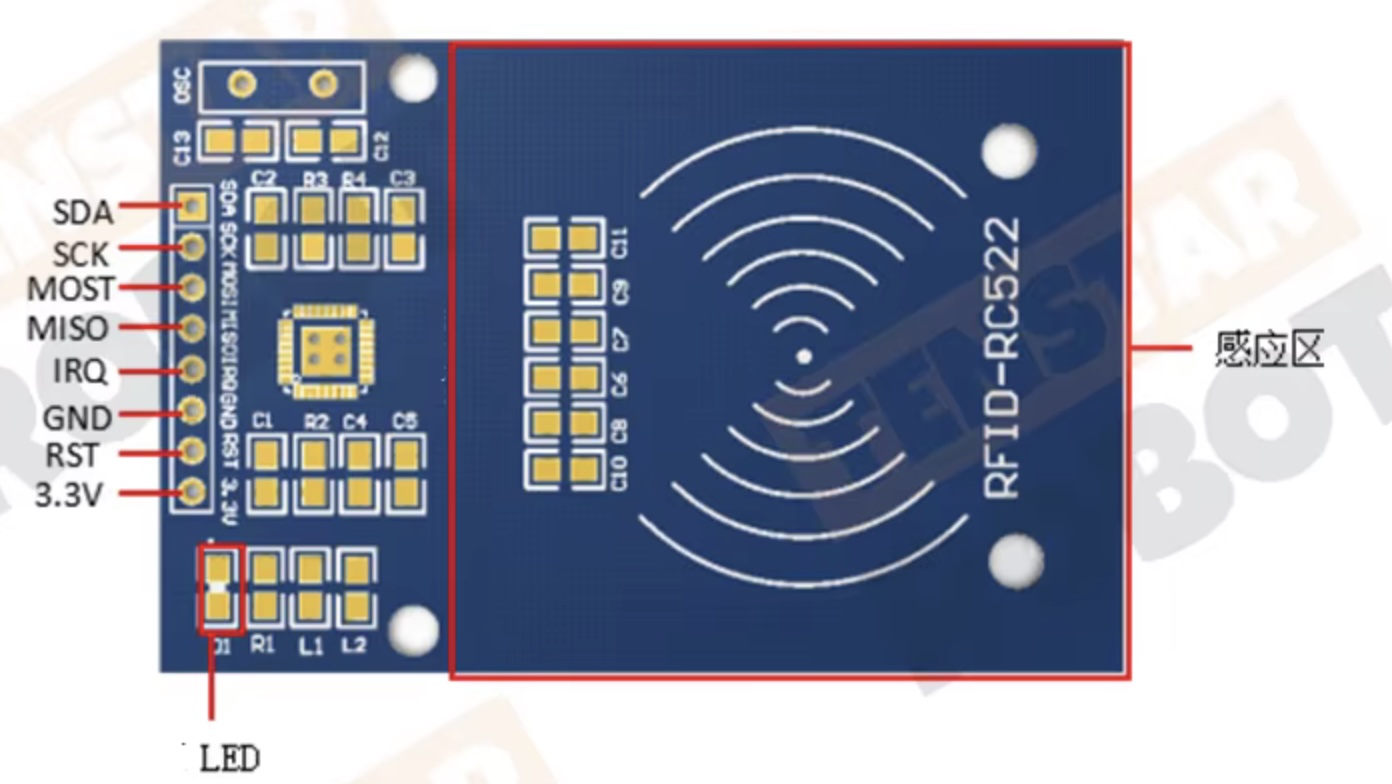 OSC
C13
C12
C2 R3 R4 C3
SDA
SCK
MOST
MISO
IRQ
GND
RST
3.3V
SDA SCK MOSI MISO IRQ GND RST 3.3V
C1 R2 C4 C5
D1 R1 L1 L2
LED
C11
C9
C7
C6
C8
C10
RFID-RC522
感应区
TENSTAR
ROBOT